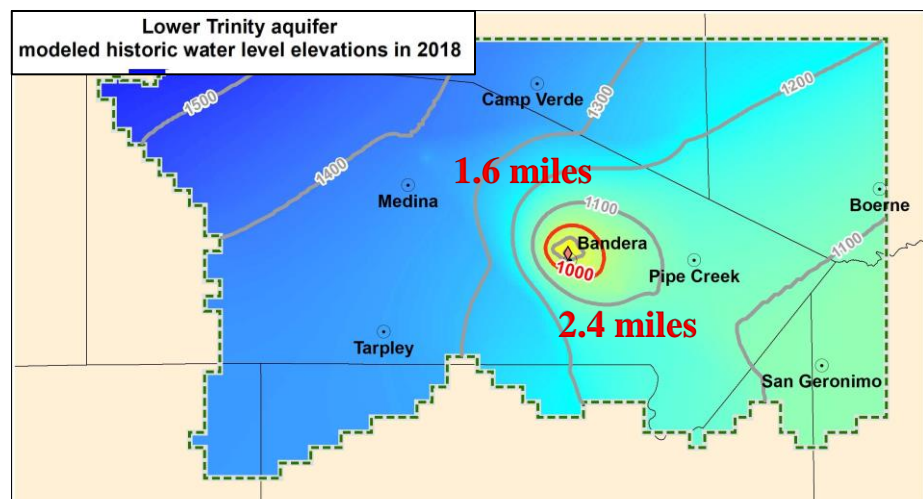 Lower Trinity aquifer
modeled historic water level elevations in 2018
1500
Camp Verde
1300
1200
1400
1.6 miles
Medina
1100
Boerne
Bandera
1100
1000
Pipe Creek
2.4 miles
Tarpley
San Geronimo